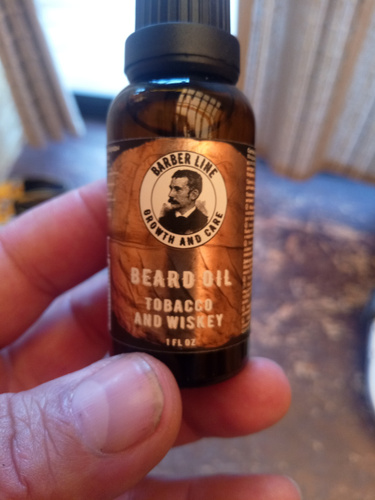 BARBER LINE
GROWTH AND CARE
BEARD OIL
TOBACCO
AND WISKEY
1 FL OZ